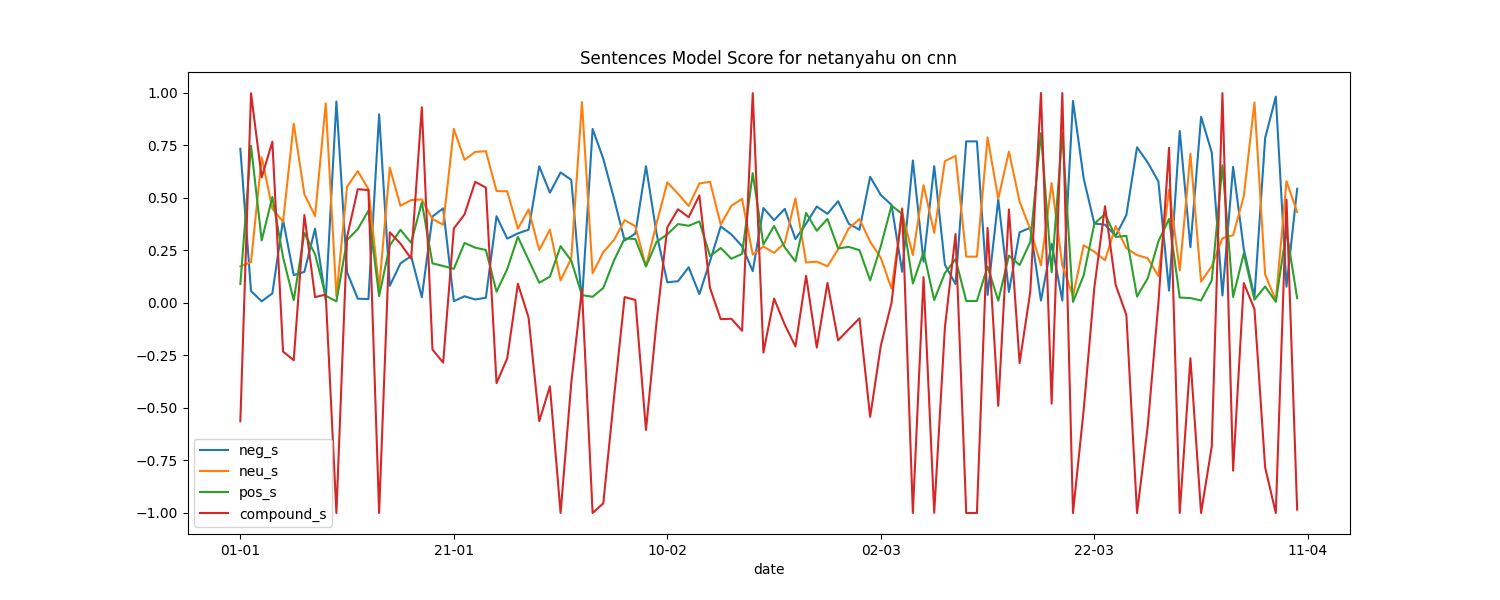 Sentences Model Score for netanyahu on cnn
1.00
0.75
0.50
0.25
0.00
−0.25
−0.50
−0.75
−1.00
neg_s
neu_s
pos_s
compound_s
01-01
21-01
10-02
02-03
22-03
11-04
date